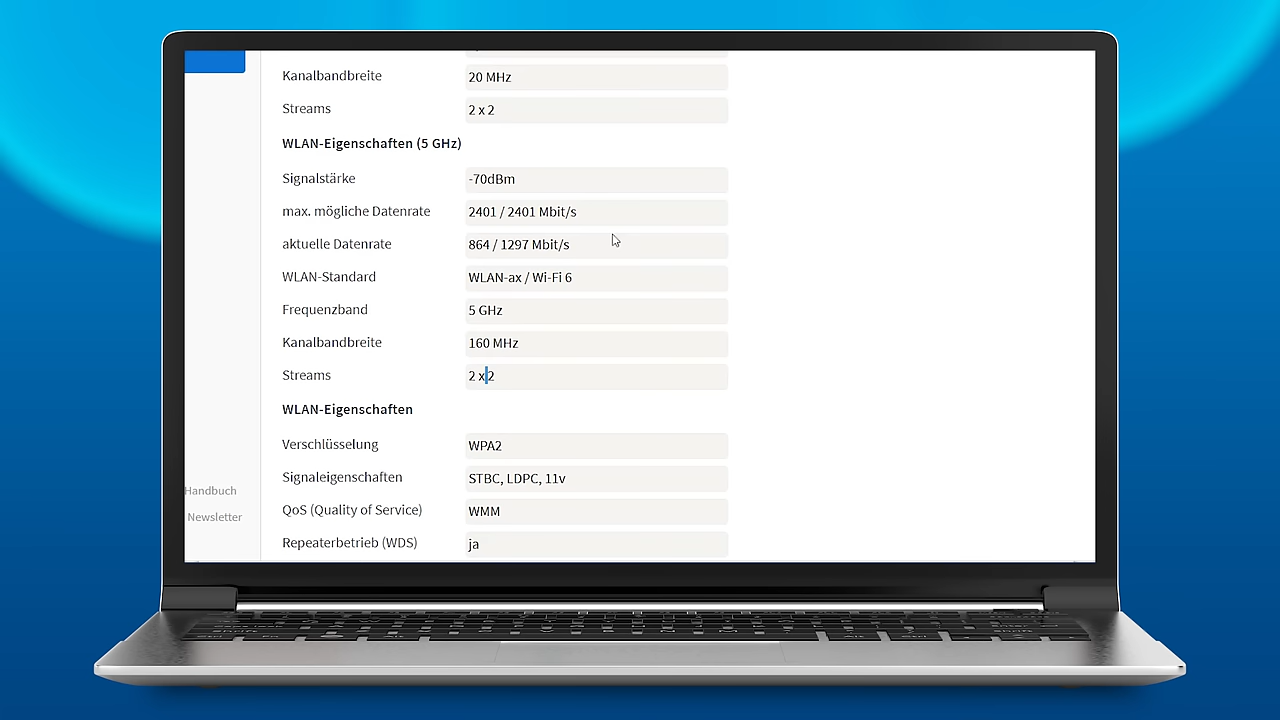 Kanalbandbreite 20 MHz
Streams 2 x 2
WLAN-Eigenschaften (5 GHz)
Signalstärke -70dBm
max. mögliche Datenrate 2401 / 2401 Mbit/s
aktuelle Datenrate 864 / 1297 Mbit/s
WLAN-Standard WLAN-ax / Wi-Fi 6
Frequenzband 5 GHz
Kanalbandbreite 160 MHz
Streams 2 x 2
WLAN-Eigenschaften
Verschlüsselung WPA2
Signaleigenschaften STBC, LDPC, 11v
QoS (Quality of Service) WMM
Repeaterbetrieb (WDS) ja
Handbuch
Newsletter